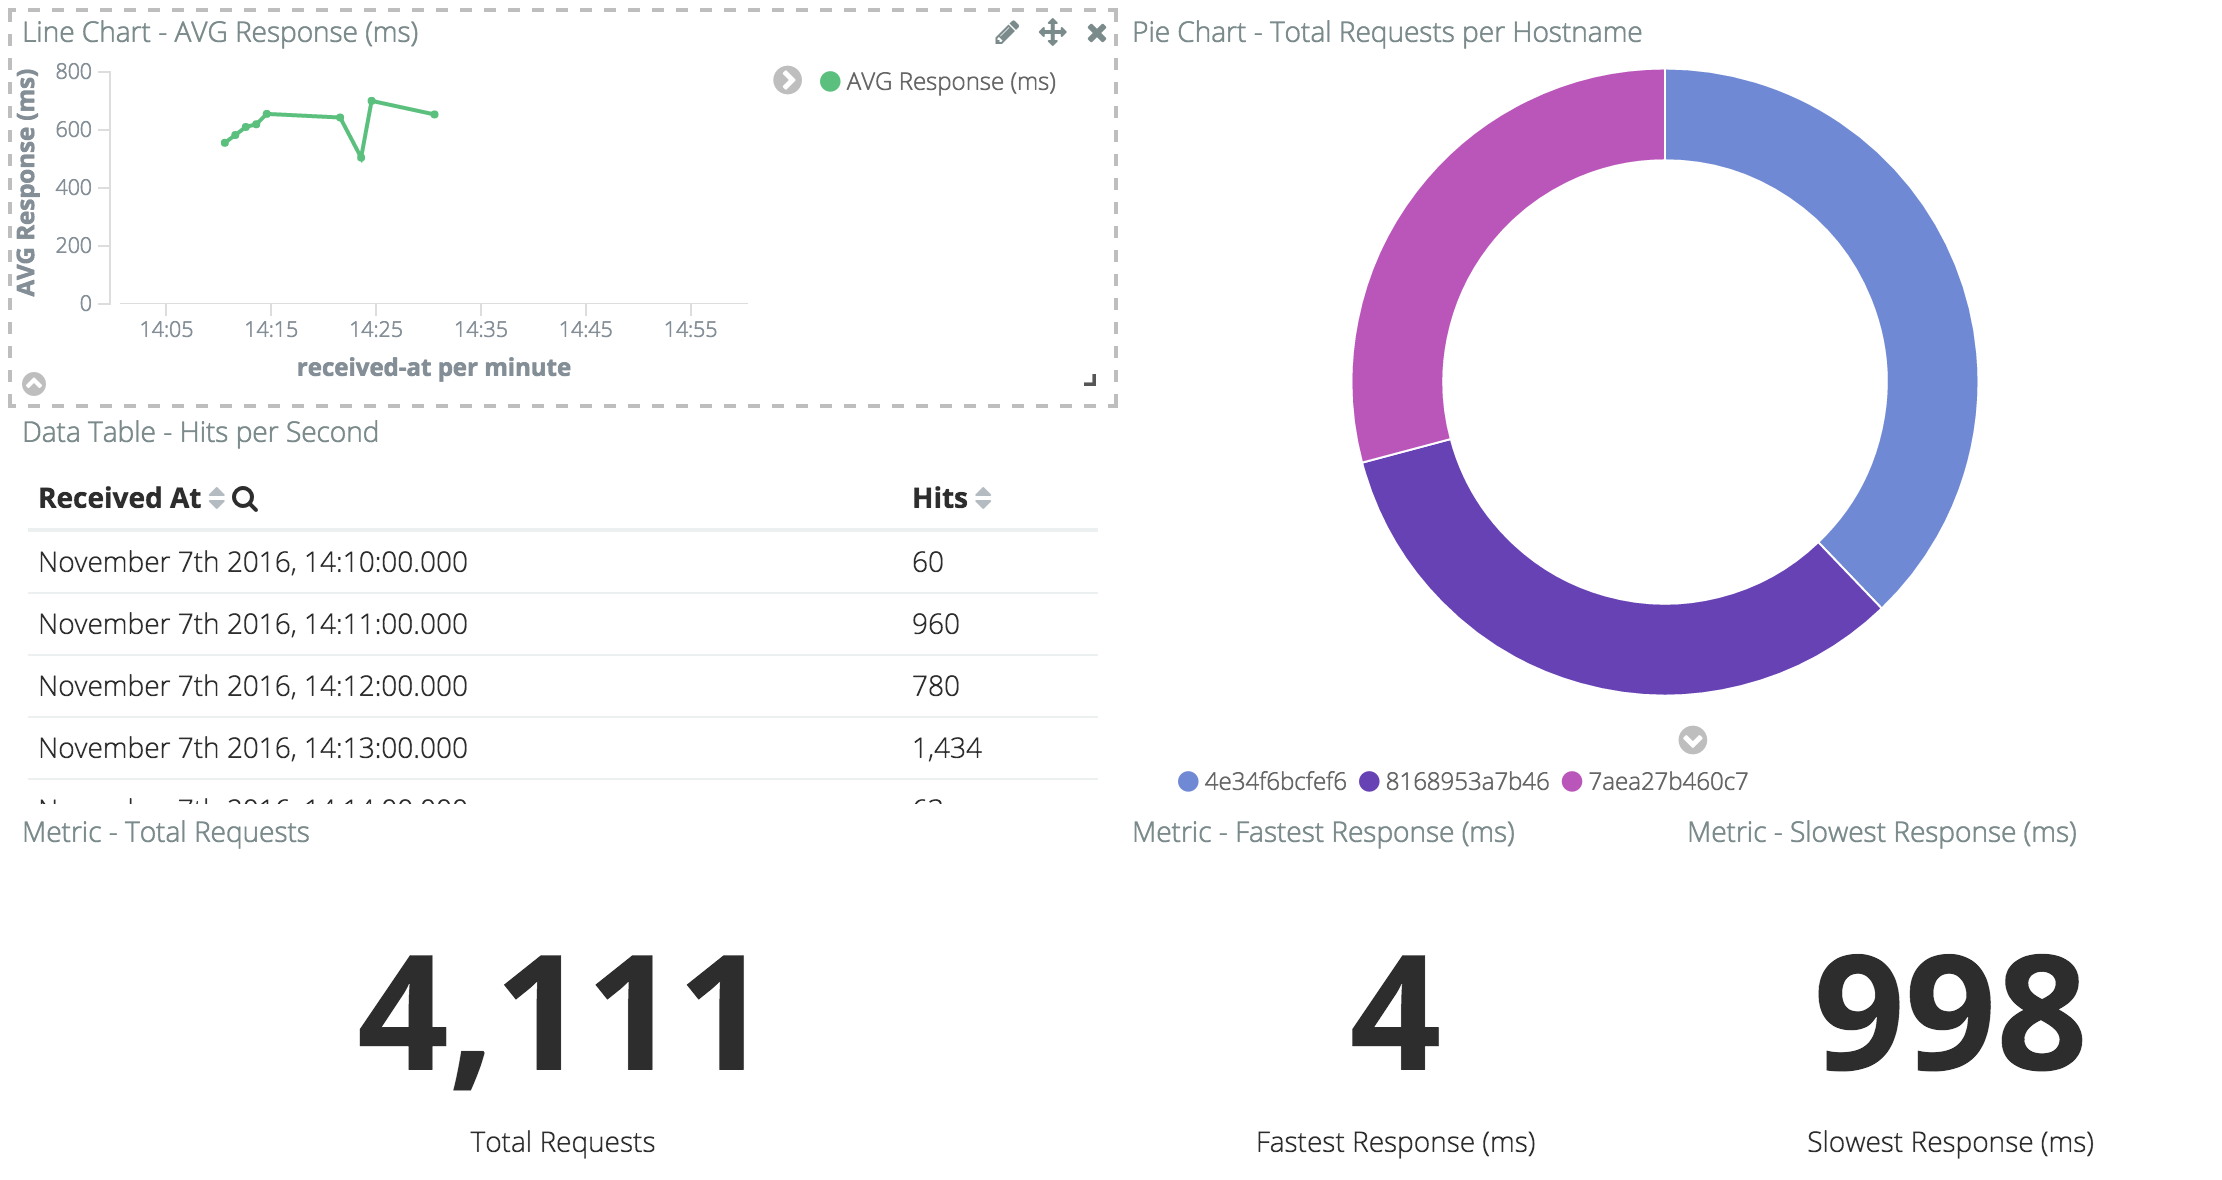 Line Chart - AVG Response (ms)
AVG Response (ms)
800
600
400
200
0
14:05 14:15 14:25 14:35 14:45 14:55
received-at per minute
AVG Response (ms)
Pie Chart - Total Requests per Hostname
4e34f6bcfef6 8168953a7b46 7aea27b460c7
Data Table - Hits per Second
Received At Hits
November 7th 2016, 14:10:00.000 60
November 7th 2016, 14:11:00.000 960
November 7th 2016, 14:12:00.000 780
November 7th 2016, 14:13:00.000 1,434
Metric - Total Requests
4,111
Total Requests
Metric - Fastest Response (ms)
4
Fastest Response (ms)
Metric - Slowest Response (ms)
998
Slowest Response (ms)